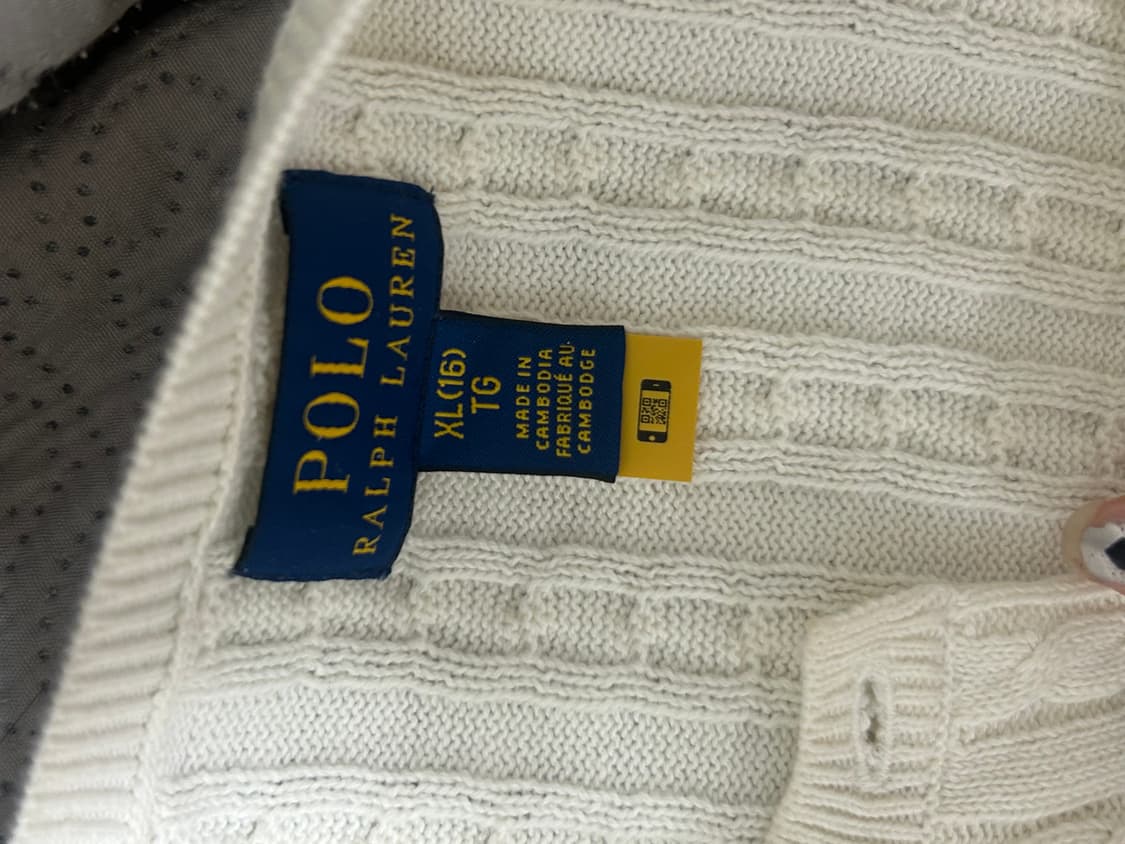 POLO
RALPH LAUREN
XL(16)
TG
MADE IN
CAMBODIA
FABRIQUÉ AU
CAMBODGE